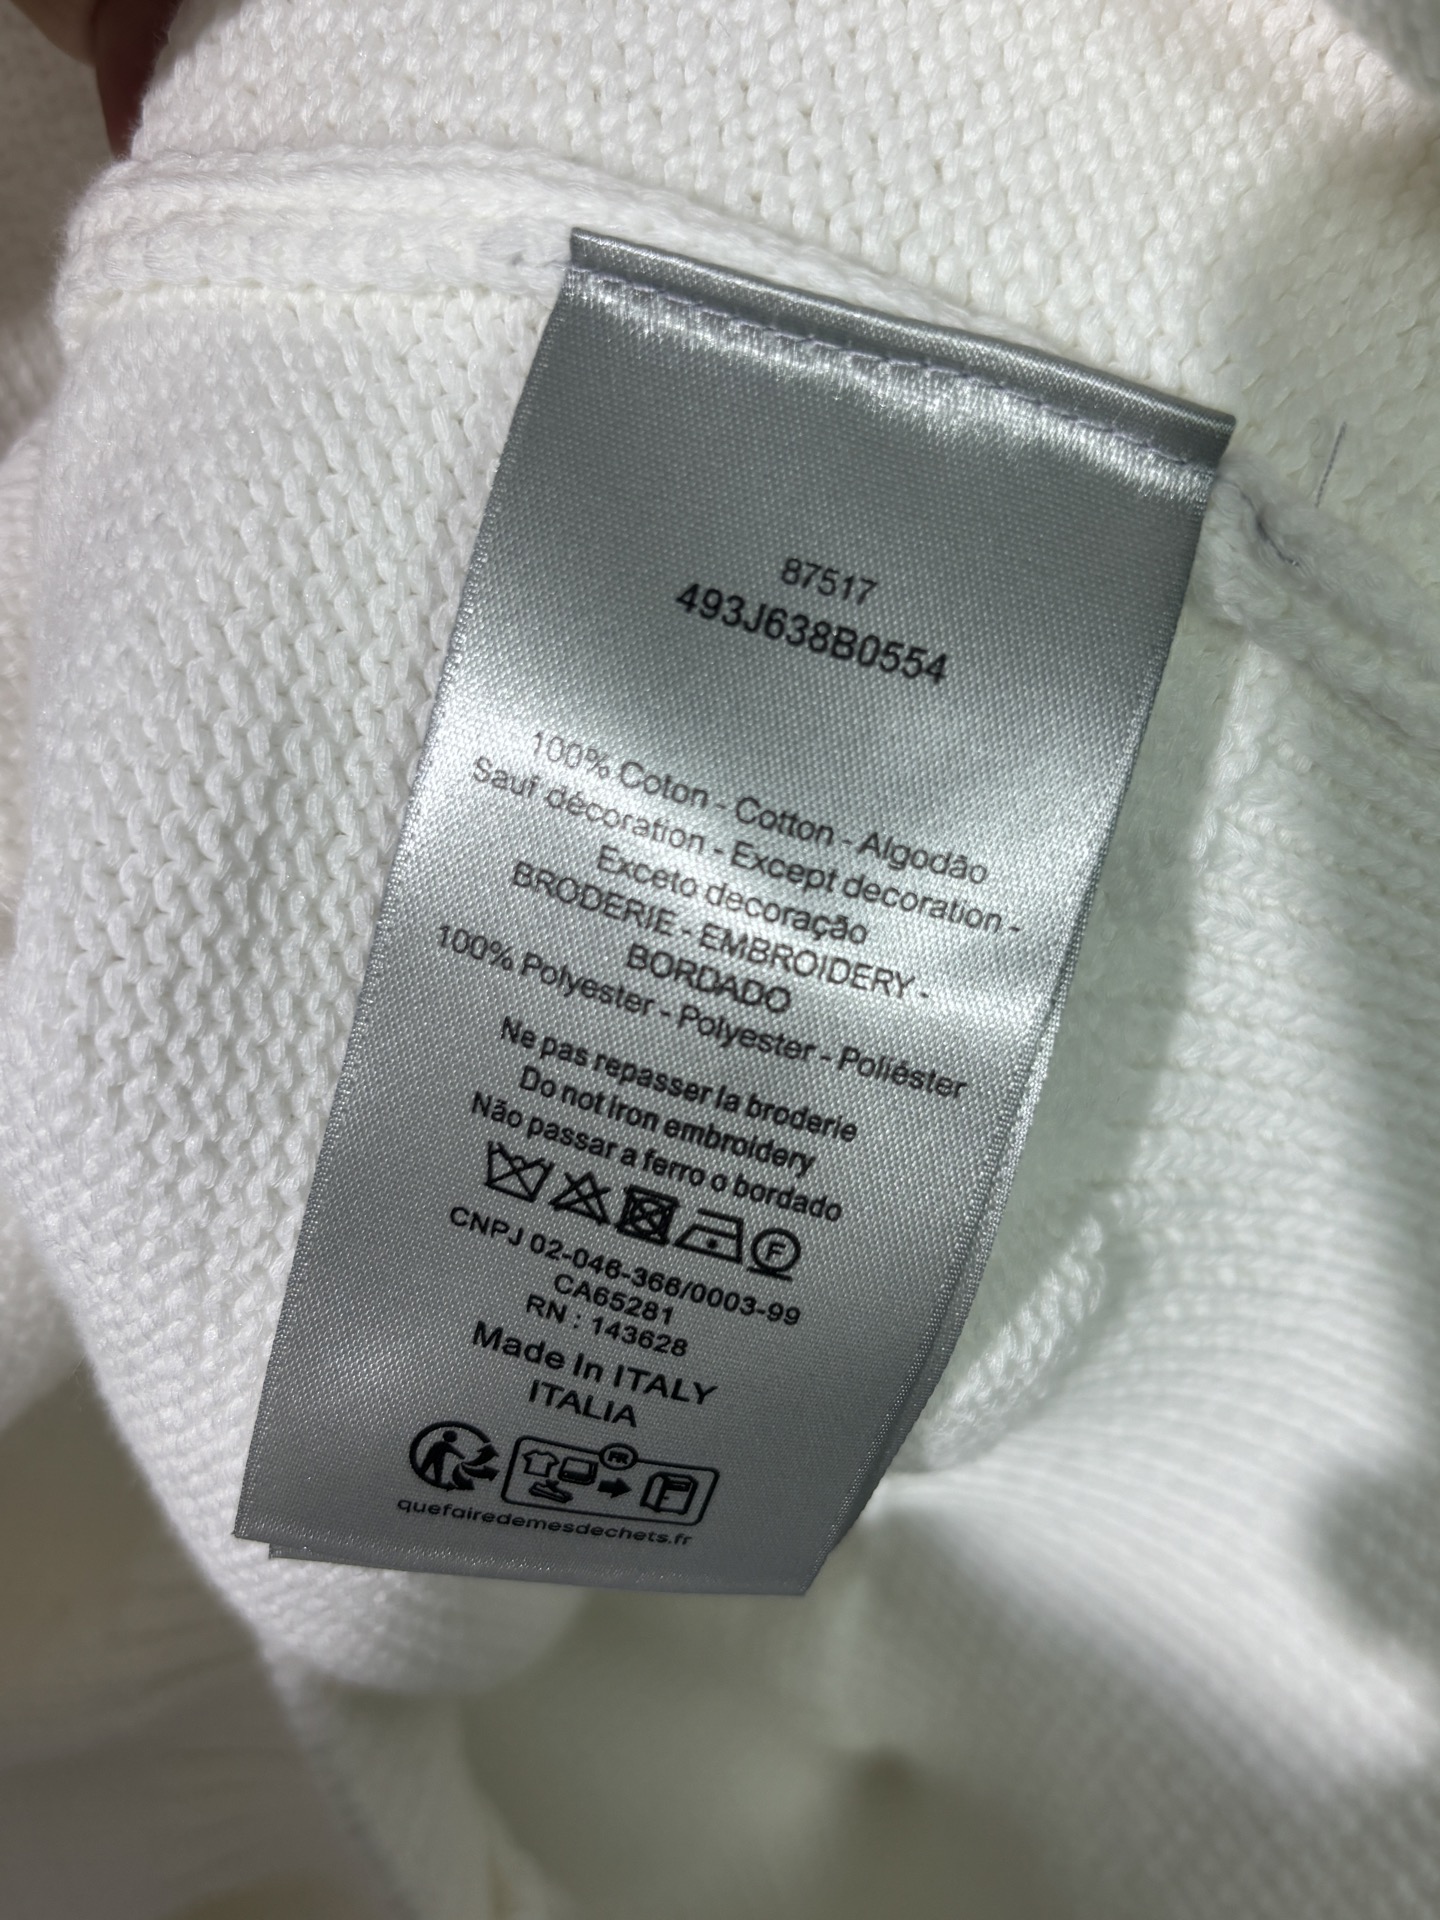 87517
493J638B0554
100% Coton - Cotton - Algodão
Sauf décoration - Except decoration -
Exceto decoração
BRODERIE - EMBROIDERY -
BORDADO
100% Polyester - Polyester - Poliéster
Ne pas repasser la broderie
Do not iron embroidery
Não passar a ferro o bordado
F
CNPJ 02-046-366/0003-99
CA65281
RN : 143628
Made In ITALY
ITALIA
FR
quefairedemesdechets.fr